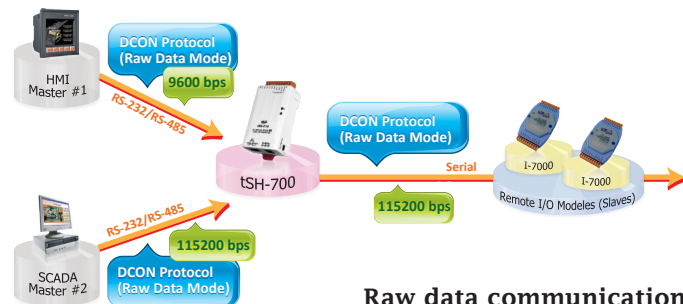 DCON Protocol
(Raw Data Mode)
9600 bps
HMI
Master #1
RS-232/RS-485
DCON Protocol
(Raw Data Mode)
tSH-700
Serial
115200 bps
I-7000
I-7000
Remote I/O Modeles (Slaves)
RS-232/RS-485
115200 bps
SCADA
Master #2
DCON Protocol
(Raw Data Mode)
Raw data communication